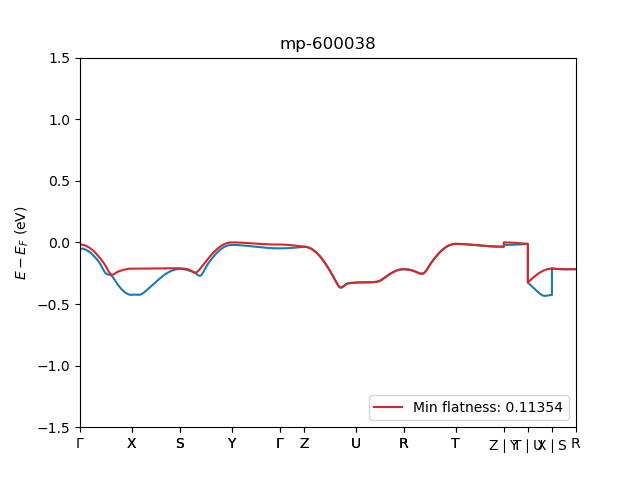 mp-600038
1.5
1.0
0.5
0.0
−0.5
−1.0
−1.5
E − E_F (eV)
Min flatness: 0.11354
Γ X S Y Γ Z U R T Z | Y T | U X | S R